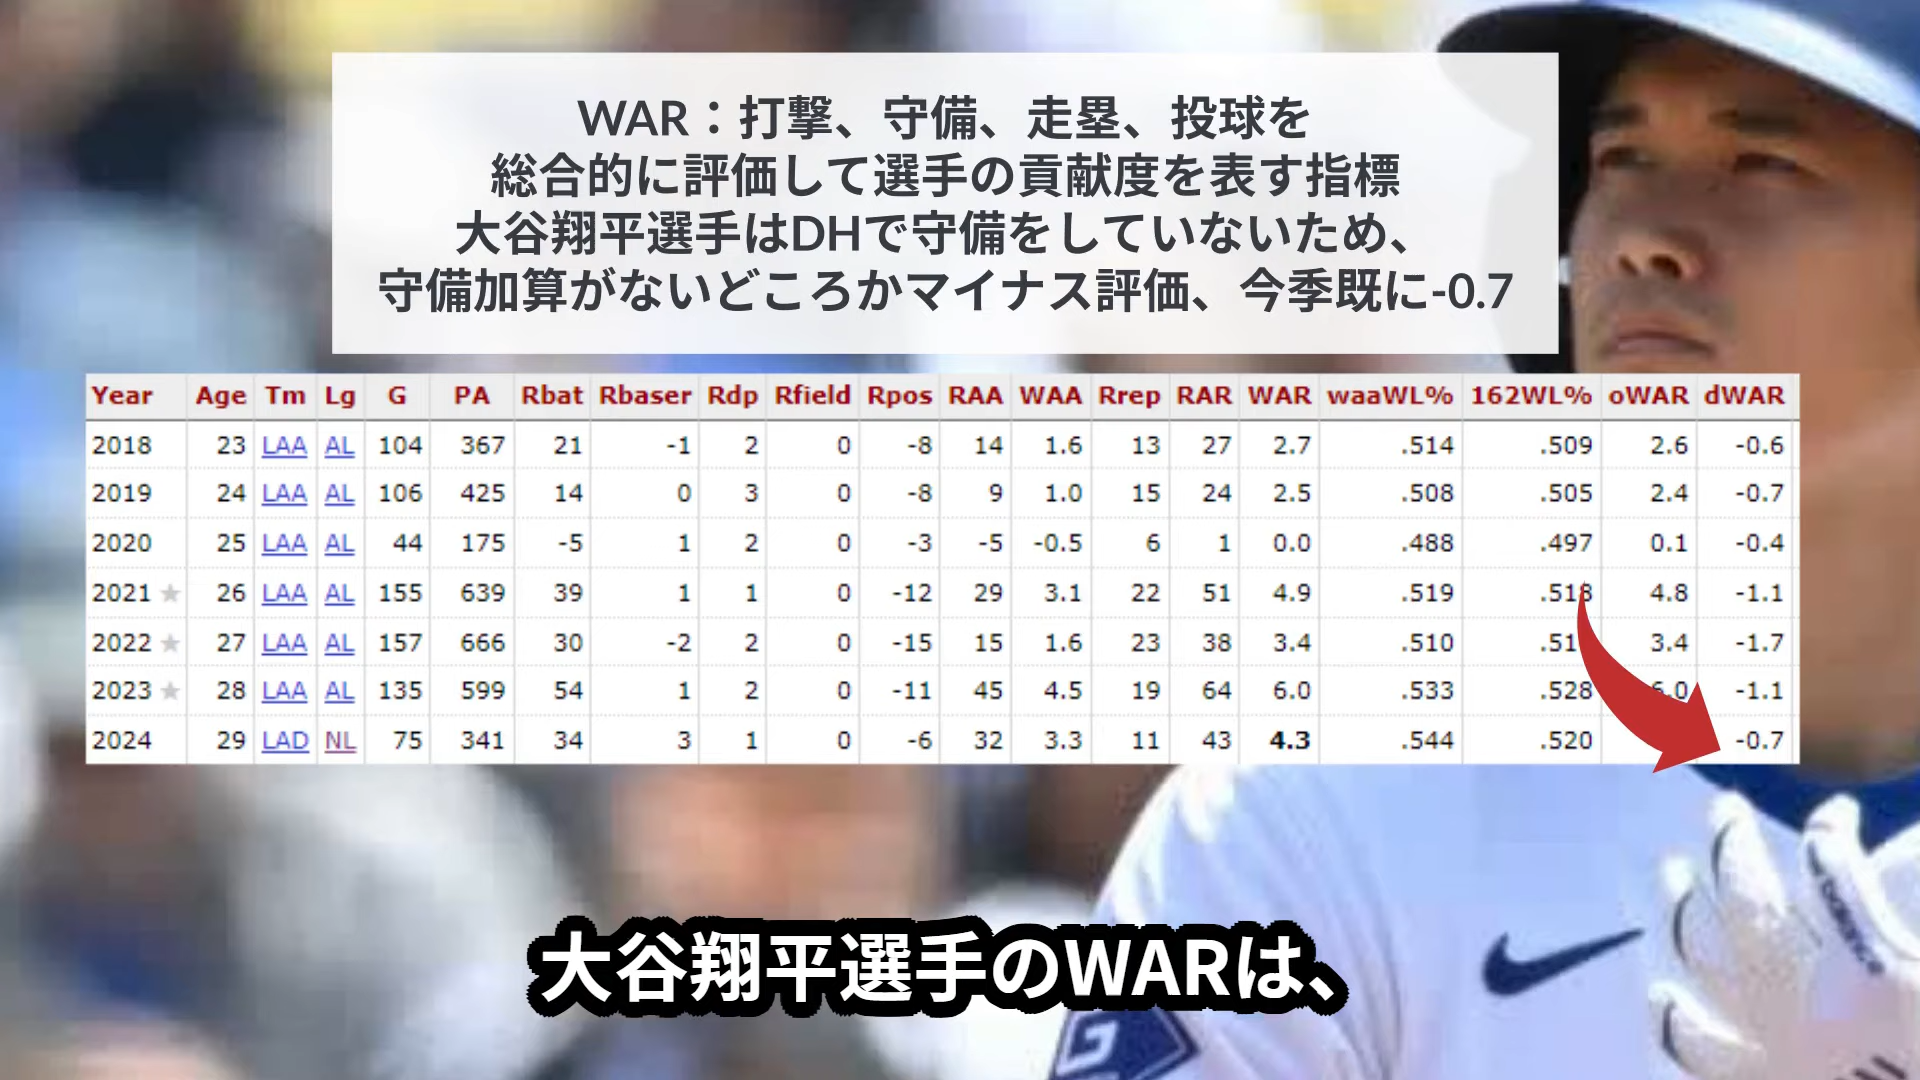 WAR：打撃、守備、走塁、投球を
総合的に評価して選手の貢献度を表す指標
大谷翔平選手はDHで守備をしていないため、
守備加算がないどころかマイナス評価、今季既に-0.7
Year Age Tm Lg G PA Rbat Rbaser Rdp Rfield Rpos RAA WAA Rrep RAR WAR waaWL% 162WL% oWAR dWAR
2018 23 LAA AL 104 367 21 -1 2 0 -8 14 1.6 13 27 2.7 .514 .509 2.6 -0.6
2019 24 LAA AL 106 425 14 0 3 0 -8 9 1.0 15 24 2.5 .508 .505 2.4 -0.7
2020 25 LAA AL 44 175 -5 1 2 0 -3 -5 -0.5 6 1 0.0 .488 .497 0.1 -0.4
2021 ★ 26 LAA AL 155 639 39 1 1 0 -12 29 3.1 22 51 4.9 .519 .518 4.8 -1.1
2022 ★ 27 LAA AL 157 666 30 -2 2 0 -15 15 1.6 23 38 3.4 .510 .51 3.4 -1.7
2023 ★ 28 LAA AL 135 599 54 1 2 0 -11 45 4.5 19 64 6.0 .533 .528 6.0 -1.1
2024 29 LAD NL 75 341 34 3 1 0 -6 32 3.3 11 43 4.3 .544 .520 -0.7
大谷翔平選手のWARは、